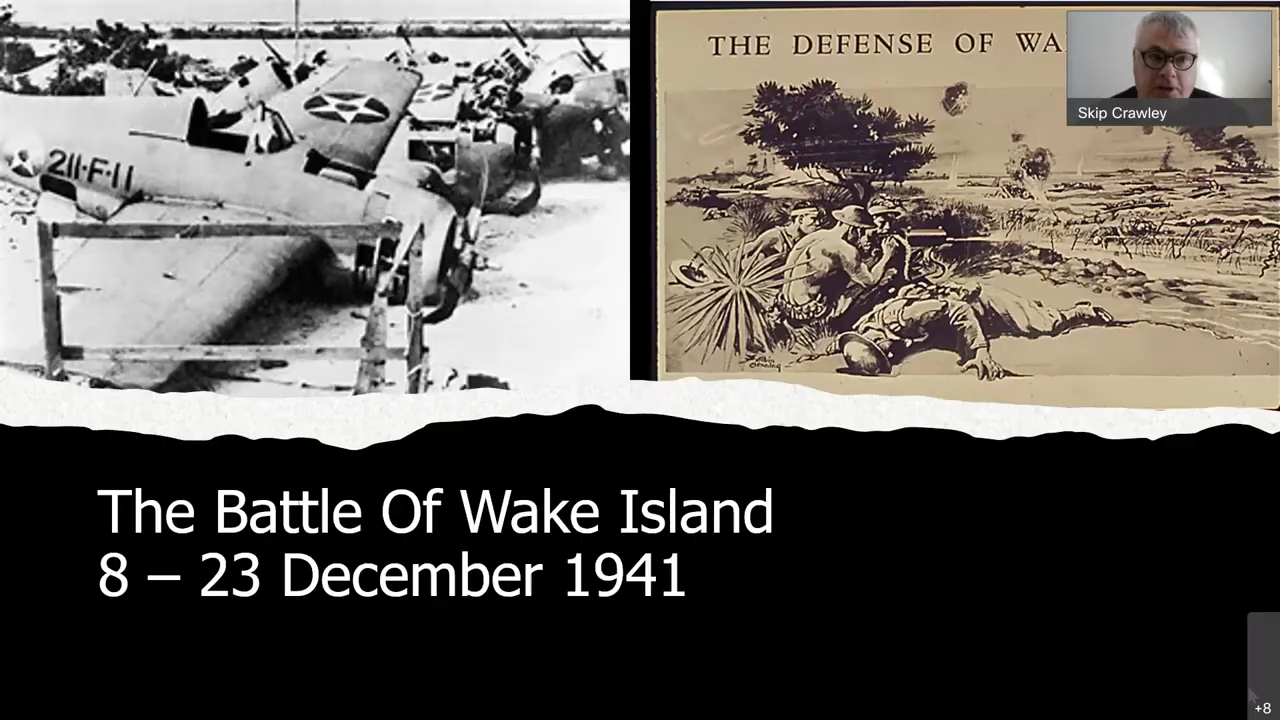 211-F-11
THE DEFENSE OF WA
Skip Crawley
The Battle Of Wake Island
8 – 23 December 1941
+8